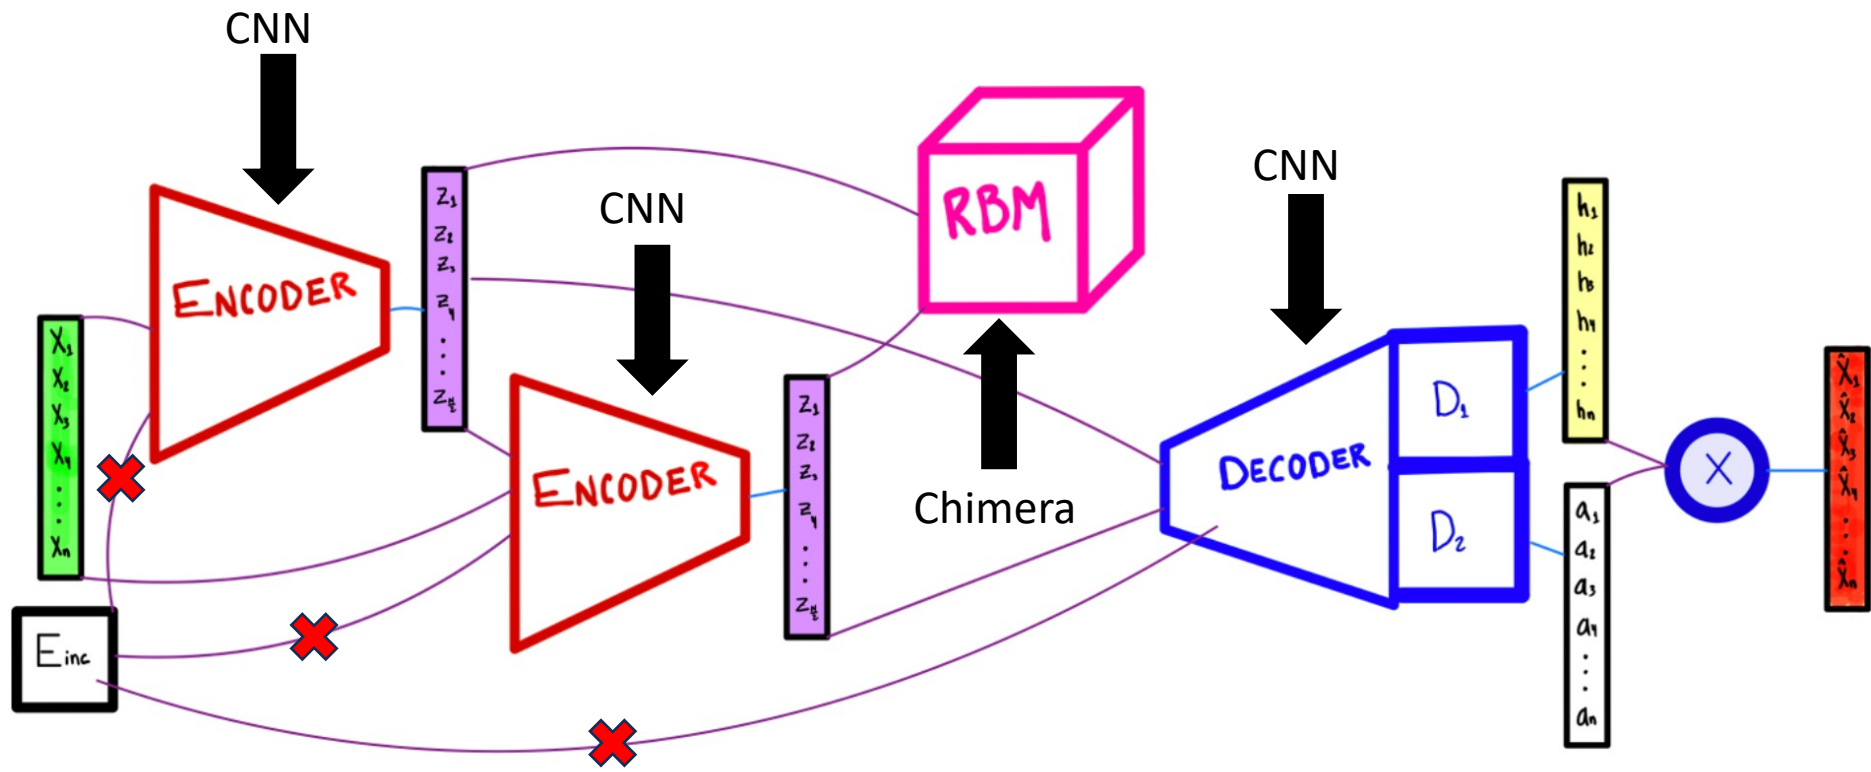 CNN
CNN
CNN
Chimera
ENCODER
ENCODER
RBM
DECODER
D₁
D₂
X₁
X₂
X₃
X₄
⋮
Xₙ
Einc
Z₁
Z₂
Z₃
Z₄
⋮
Z₁
Z₂
Z₃
Z₄
⋮
h₁
h₂
h₃
h₄
⋮
hₙ
a₁
a₂
a₃
a₄
⋮
aₙ
X
X̂₁
X̂₂
X̂₃
X̂₄
⋮
X̂ₙ